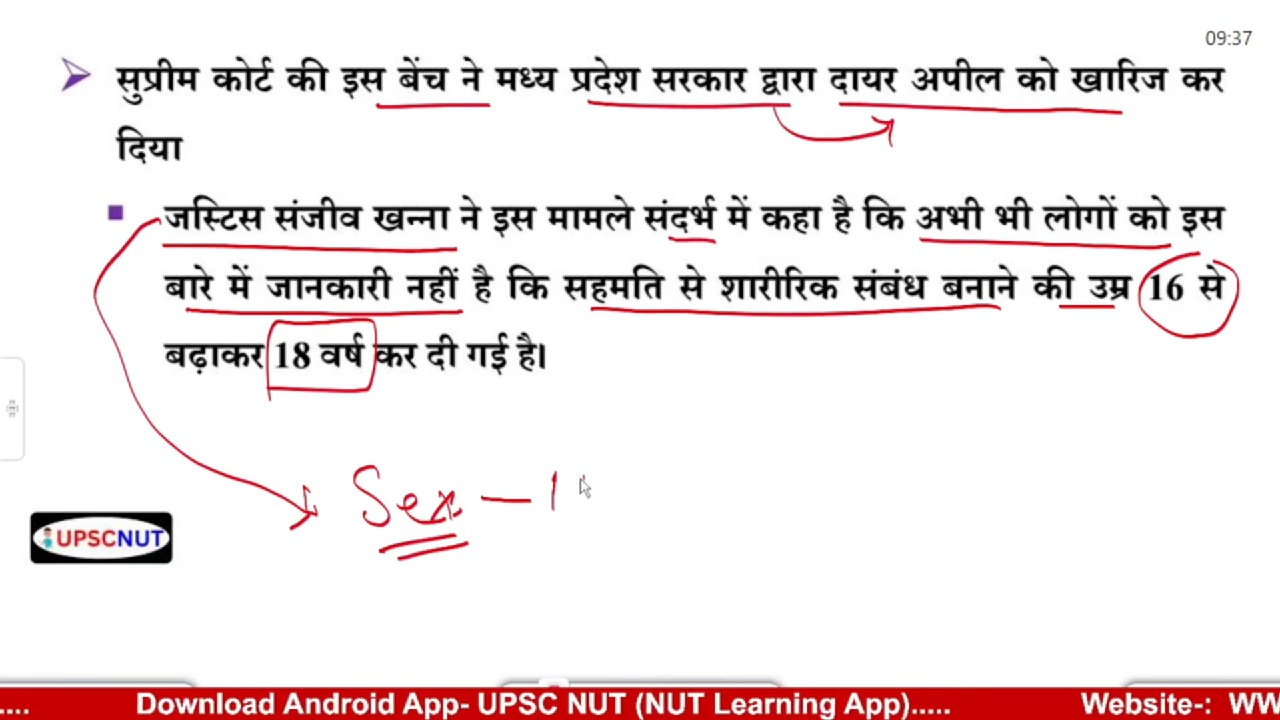 09:37
सुप्रीम कोर्ट की इस बेंच ने मध्य प्रदेश सरकार द्वारा दायर अपील को खारिज कर
दिया
जस्टिस संजीव खन्ना ने इस मामले संदर्भ में कहा है कि अभी भी लोगों को इस
बारे में जानकारी नहीं है कि सहमति से शारीरिक संबंध बनाने की उम्र 16 से
बढ़ाकर 18 वर्ष कर दी गई है।
Sex – 1
UPSCNUT
.... Download Android App- UPSC NUT (NUT Learning App)..... Website-: WW